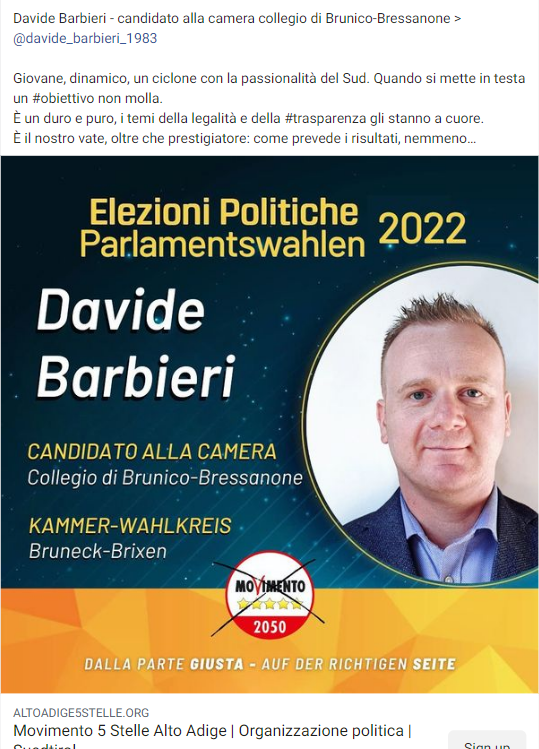 Davide Barbieri - candidato alla camera collegio di Brunico-Bressanone >
@davide_barbieri_1983
Giovane, dinamico, un ciclone con la passionalità del Sud. Quando si mette in testa
un #obiettivo non molla.
È un duro e puro, i temi della legalità e della #trasparenza gli stanno a cuore.
È il nostro vate, oltre che prestigiatore: come prevede i risultati, nemmeno...
Elezioni Politiche
Parlamentswahlen 2022
Davide
Barbieri
CANDIDATO ALLA CAMERA
Collegio di Brunico-Bressanone
KAMMER-WAHLKREIS
Bruneck-Brixen
MOVIMENTO
2050
DALLA PARTE GIUSTA - AUF DER RICHTIGEN SEITE
ALTOADIGE5STELLE.ORG
Movimento 5 Stelle Alto Adige | Organizzazione politica |
Suedtirol
Sign up